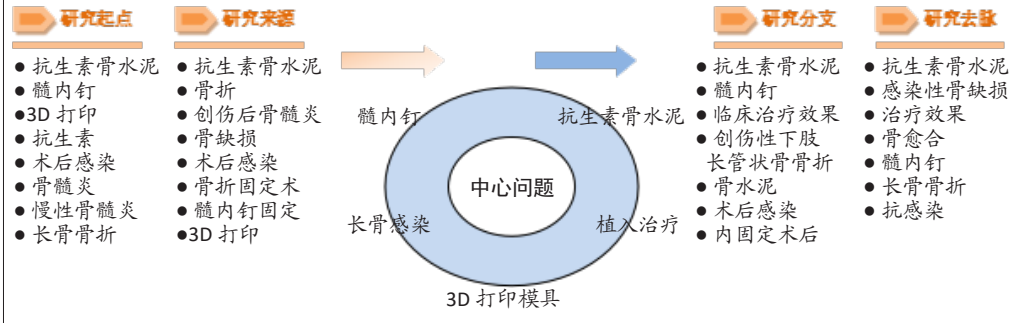 研究起点
● 抗生素骨水泥
● 髓内钉
●3D 打印
● 抗生素
● 术后感染
● 骨髓炎
● 慢性骨髓炎
● 长骨骨折
研究来源
● 抗生素骨水泥
● 骨折
● 创伤后骨髓炎
● 骨缺损
● 术后感染
● 骨折固定术
● 髓内钉固定
●3D 打印
髓内钉
抗生素骨水泥
中心问题
长骨感染
植入治疗
3D 打印模具
研究分支
● 抗生素骨水泥
● 髓内钉
● 临床治疗效果
● 创伤性下肢
长管状骨骨折
● 骨水泥
● 术后感染
● 内固定术后
研究去脉
● 抗生素骨水泥
● 感染性骨缺损
● 治疗效果
● 骨愈合
● 髓内钉
● 长骨骨折
● 抗感染